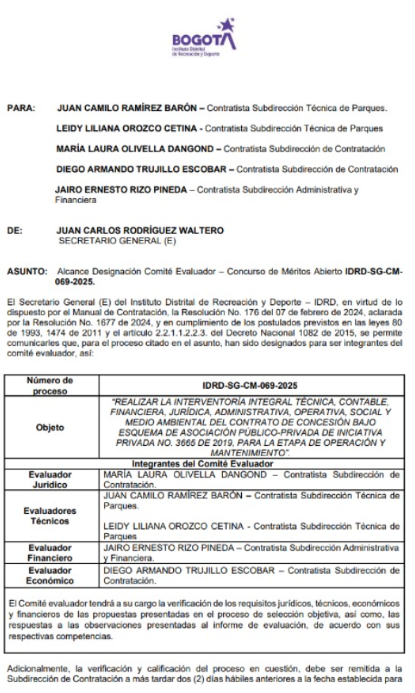 BOGOTÁ
Instituto Distrital
de Recreación y Deporte
PARA: JUAN CAMILO RAMÍREZ BARÓN – Contratista Subdirección Técnica de Parques.
LEIDY LILIANA OROZCO CETINA - Contratista Subdirección Técnica de Parques
MARÍA LAURA OLIVELLA DANGOND – Contratista Subdirección de Contratación
DIEGO ARMANDO TRUJILLO ESCOBAR – Contratista Subdirección de Contratación
JAIRO ERNESTO RIZO PINEDA – Contratista Subdirección Administrativa y
Financiera
DE: JUAN CARLOS RODRÍGUEZ WALTERO
SECRETARIO GENERAL (E)
ASUNTO: Alcance Designación Comité Evaluador – Concurso de Méritos Abierto IDRD-SG-CM-
069-2025.
El Secretario General (E) del Instituto Distrital de Recreación y Deporte – IDRD, en virtud de lo
dispuesto por el Manual de Contratación, la Resolución No. 176 del 07 de febrero de 2024, aclarada
por la Resolución No. 1677 de 2024, y en cumplimiento de los postulados previstos en las leyes 80
de 1993, 1474 de 2011 y el artículo 2.2.1.1.2.2.3. del Decreto Nacional 1082 de 2015, se permite
comunicarles que, para el proceso citado en el asunto, han sido designados para ser integrantes del
comité evaluador, así:
Número de
proceso
IDRD-SG-CM-069-2025
Objeto
"REALIZAR LA INTERVENTORÍA INTEGRAL TÉCNICA, CONTABLE,
FINANCIERA, JURÍDICA, ADMINISTRATIVA, OPERATIVA, SOCIAL Y
MEDIO AMBIENTAL DEL CONTRATO DE CONCESIÓN BAJO
ESQUEMA DE ASOCIACIÓN PÚBLICO-PRIVADA DE INICIATIVA
PRIVADA NO. 3665 DE 2019, PARA LA ETAPA DE OPERACIÓN Y
MANTENIMIENTO".
Integrantes del Comité Evaluador
Evaluador
Jurídico
MARÍA LAURA OLIVELLA DANGOND – Contratista Subdirección de
Contratación.
Evaluadores
Técnicos
JUAN CAMILO RAMÍREZ BARÓN – Contratista Subdirección Técnica de
Parques.
LEIDY LILIANA OROZCO CETINA - Contratista Subdirección Técnica de
Parques
Evaluador
Financiero
JAIRO ERNESTO RIZO PINEDA – Contratista Subdirección Administrativa
y Financiera.
Evaluador
Económico
DIEGO ARMANDO TRUJILLO ESCOBAR – Contratista Subdirección de
Contratación.
El Comité evaluador tendrá a su cargo la verificación de los requisitos jurídicos, técnicos, económicos
y financieros de las propuestas presentadas en el proceso de selección objetiva, así como, las
respuestas a las observaciones presentadas al informe de evaluación, de acuerdo con sus
respectivas competencias.
Adicionalmente, la verificación y calificación del proceso en cuestión, debe ser remitida a la
Subdirección de Contratación a más tardar dos (2) días hábiles anteriores a la fecha establecida para